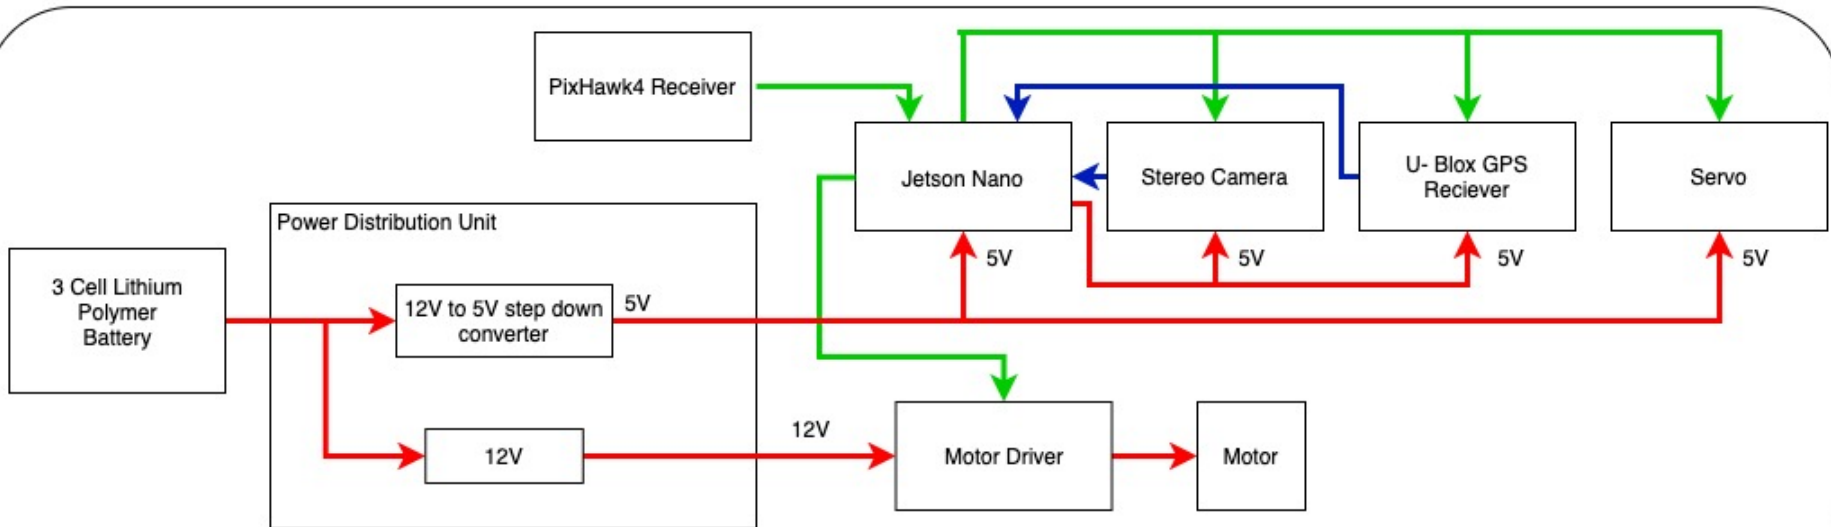 PixHawk4 Receiver
Jetson Nano
Stereo Camera
U- Blox GPS
Reciever
Servo
Power Distribution Unit
5V
5V
5V
5V
3 Cell Lithium
Polymer
Battery
12V to 5V step down
converter
5V
12V
12V
Motor Driver
Motor